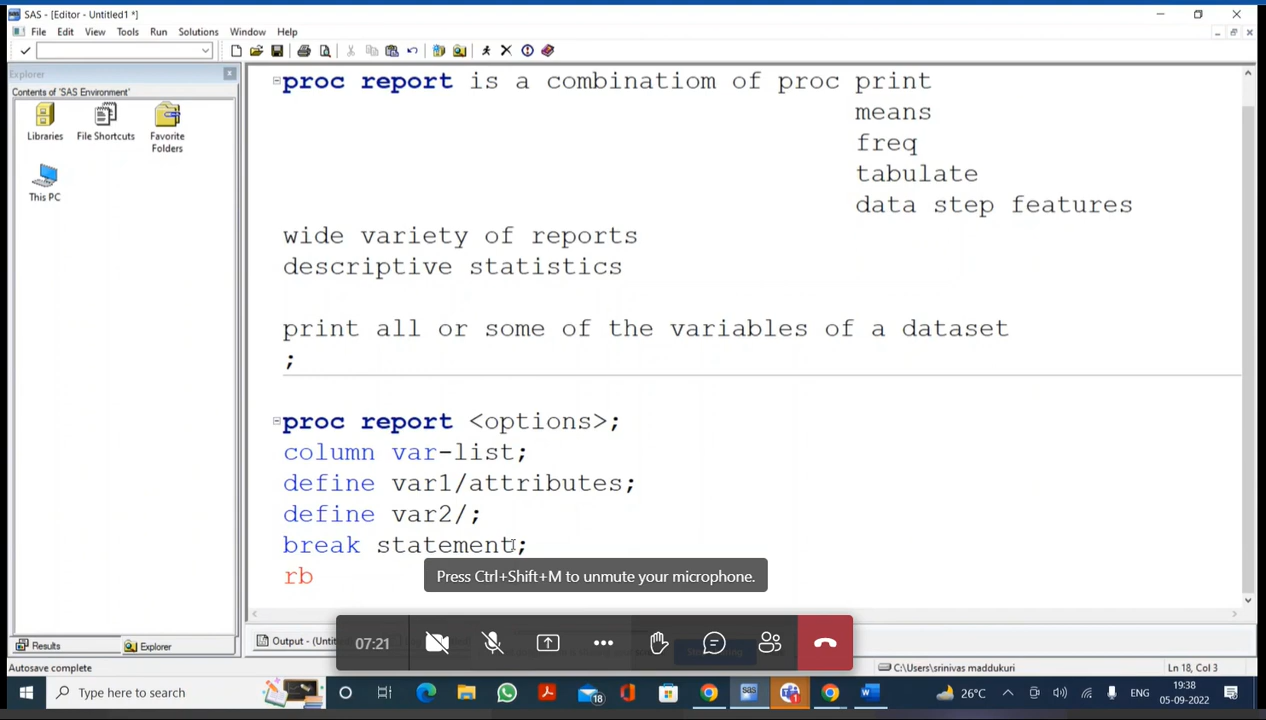 SAS - [Editor - Untitled1 *]
File Edit View Tools Run Solutions Window Help
Explorer
Contents of 'SAS Environment'
Libraries File Shortcuts Favorite Folders
This PC
proc report is a combinatiom of proc print
means
freq
tabulate
data step features
wide variety of reports
descriptive statistics
print all or some of the variables of a dataset
;
proc report <options>;
column var-list;
define var1/attributes;
define var2/;
break statement;
rb
Press Ctrl+Shift+M to unmute your microphone.
07:21
Results Explorer
Output - (Untit
Autosave complete
C:\Users\srinivas maddukuri
Ln 18, Col 3
Type here to search
18
1
26°C
ENG
19:38
05-09-2022